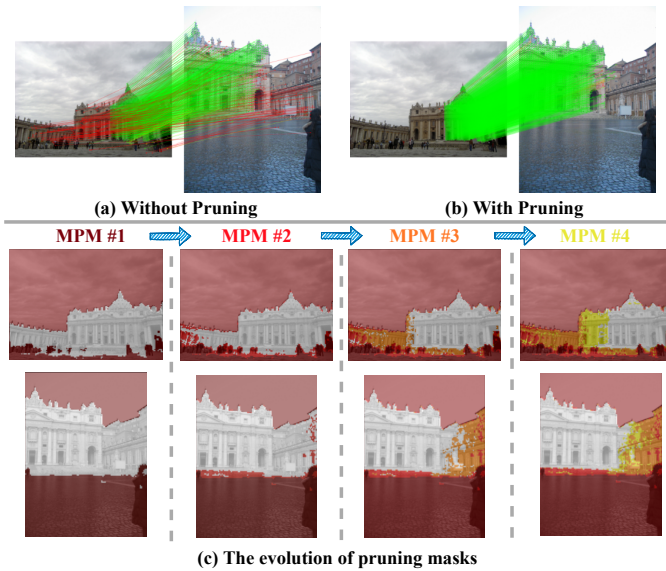 (a) Without Pruning
(b) With Pruning
MPM #1
MPM #2
MPM #3
MPM #4
(c) The evolution of pruning masks